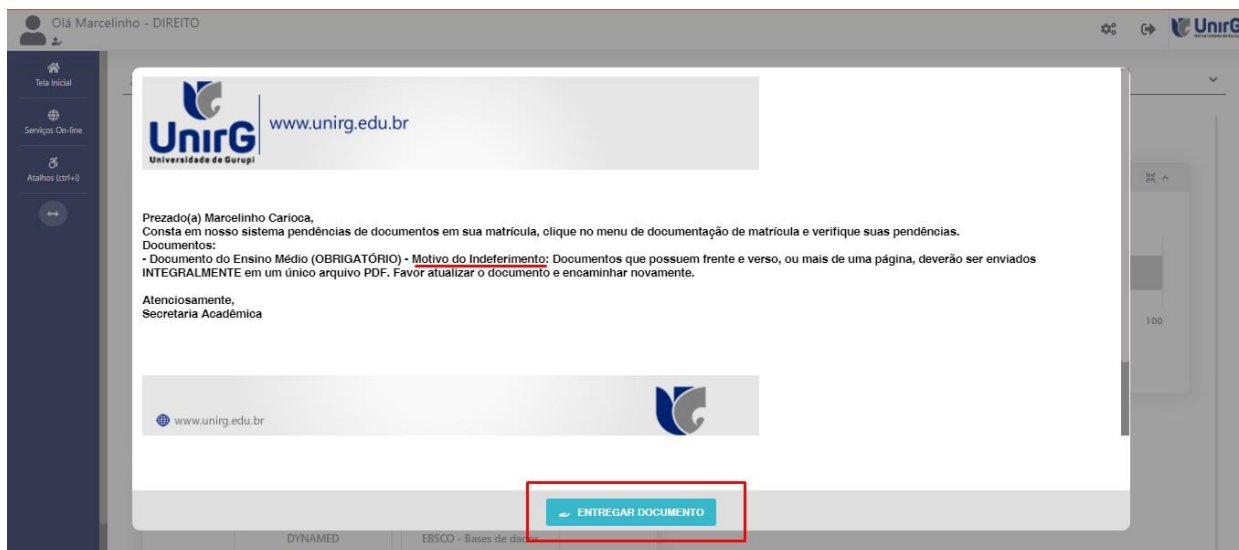 Olá Marcelinho - DIREITO
UnirG
Tela Inicial
Serviços On-line
Atalhos (ctrl+i)
UnirG
Universidade de Gurupi
www.unirg.edu.br
Prezado(a) Marcelinho Carioca,
Consta em nosso sistema pendências de documentos em sua matrícula, clique no menu de documentação de matrícula e verifique suas pendências.
Documentos:
- Documento do Ensino Médio (OBRIGATÓRIO) - Motivo do Indeferimento: Documentos que possuem frente e verso, ou mais de uma página, deverão ser enviados
INTEGRALMENTE em um único arquivo PDF. Favor atualizar o documento e encaminhar novamente.
Atenciosamente,
Secretaria Acadêmica
100
www.unirg.edu.br
ENTREGAR DOCUMENTO
DYNAMED
EBSCO - Bases de dados